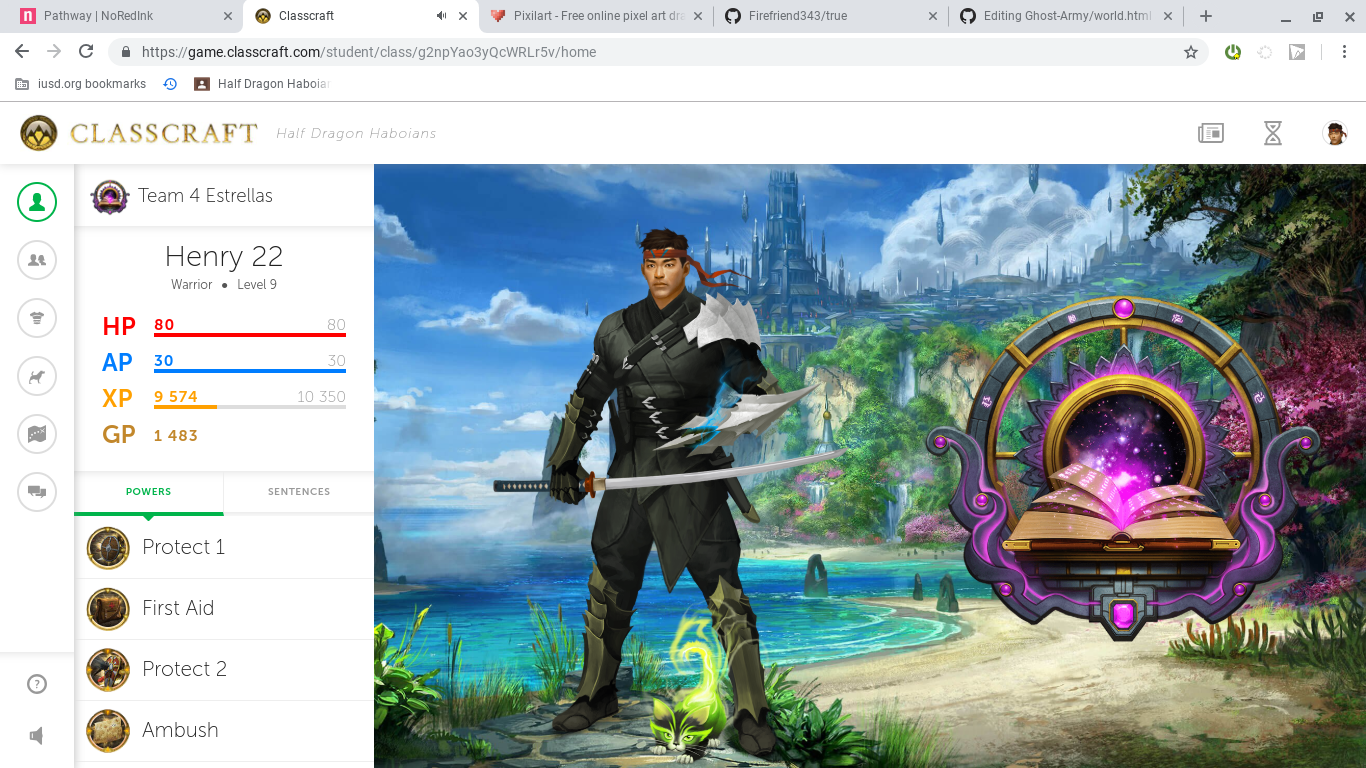 Pathway | NoRedInk
Classcraft
Pixilart - Free online pixel art dra
Firefriend343/true
Editing Ghost-Army/world.html
https://game.classcraft.com/student/class/g2npYao3yQcWRLr5v/home
iusd.org bookmarks
Half Dragon Haboian
CLASSCRAFT
Half Dragon Haboians
Team 4 Estrellas
Henry 22
Warrior • Level 9
HP 80 80
AP 30 30
XP 9 574 10 350
GP 1 483
POWERS SENTENCES
Protect 1
First Aid
Protect 2
Ambush